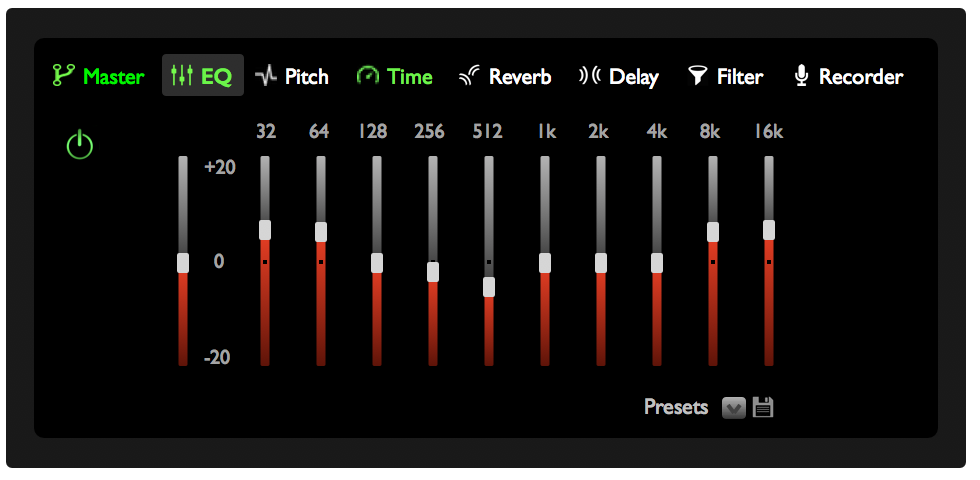 Master EQ Pitch Time Reverb Delay Filter Recorder
32 64 128 256 512 1k 2k 4k 8k 16k
+20
0
-20
Presets